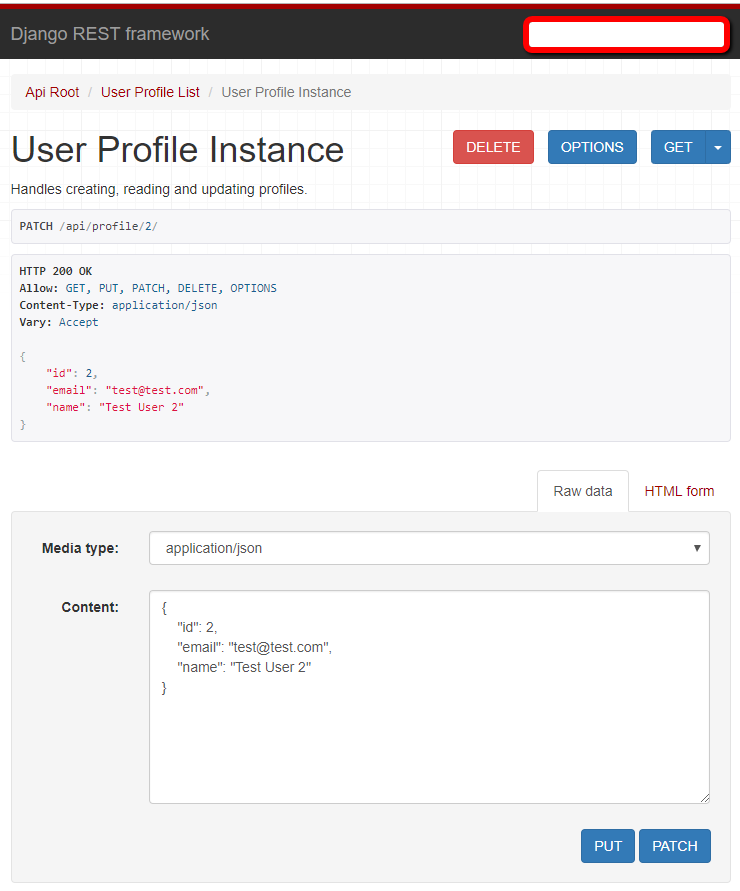 Django REST framework
Api Root / User Profile List / User Profile Instance
User Profile Instance
DELETE
OPTIONS
GET
Handles creating, reading and updating profiles.
PATCH /api/profile/2/
HTTP 200 OK
Allow: GET, PUT, PATCH, DELETE, OPTIONS
Content-Type: application/json
Vary: Accept
{
    "id": 2,
    "email": "test@test.com",
    "name": "Test User 2"
}
Raw data
HTML form
Media type:
application/json
Content:
{
    "id": 2,
    "email": "test@test.com",
    "name": "Test User 2"
}
PUT
PATCH